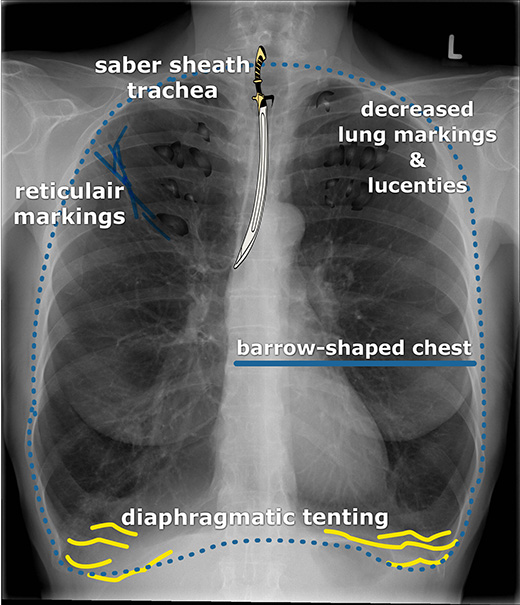 L
saber sheath
trachea
decreased
lung markings
&
lucenties
reticulair
markings
barrow-shaped chest
diaphragmatic tenting